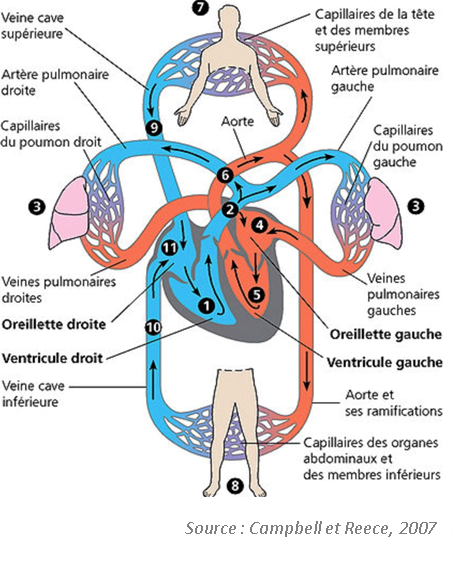 Veine cave
supérieure
7
Capillaires de la tête
et des membres
supérieurs
Artère pulmonaire
droite
Artère pulmonaire
gauche
Capillaires
du poumon droit
9
Aorte
Capillaires
du poumon
gauche
6
3
2
4
3
11
Veines pulmonaires
droites
Veines
pulmonaires
gauches
1
5
Oreillette droite
10
Oreillette gauche
Ventricule droit
Ventricule gauche
Veine cave
inférieure
Aorte et
ses ramifications
Capillaires des organes
abdominaux et
des membres inférieurs
8
Source : Campbell et Reece, 2007